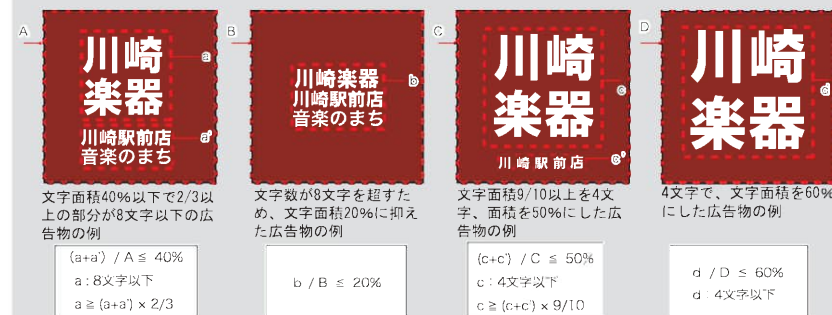 A
川崎
楽器
a
川崎駅前店
音楽のまち
a'
文字面積40%以下で2/3以
上の部分が8文字以下の広
告物の例
(a+a') / A ≦ 40%
a : 8文字以下
a ≧ (a+a') × 2/3
B
川崎楽器
川崎駅前店
音楽のまち
b
文字数が8文字を超すた
め、文字面積20%に抑え
た広告物の例
b / B ≦ 20%
C
川崎
楽器
c
川崎駅前店
c'
文字面積9/10以上を4文
字、面積を50%にした広
告物の例
(c+c') / C ≦ 50%
c : 4文字以下
c ≧ (c+c') × 9/10
D
川崎
楽器
d
4文字で、文字面積を60%
にした広告物の例
d / D ≦ 60%
d : 4文字以下